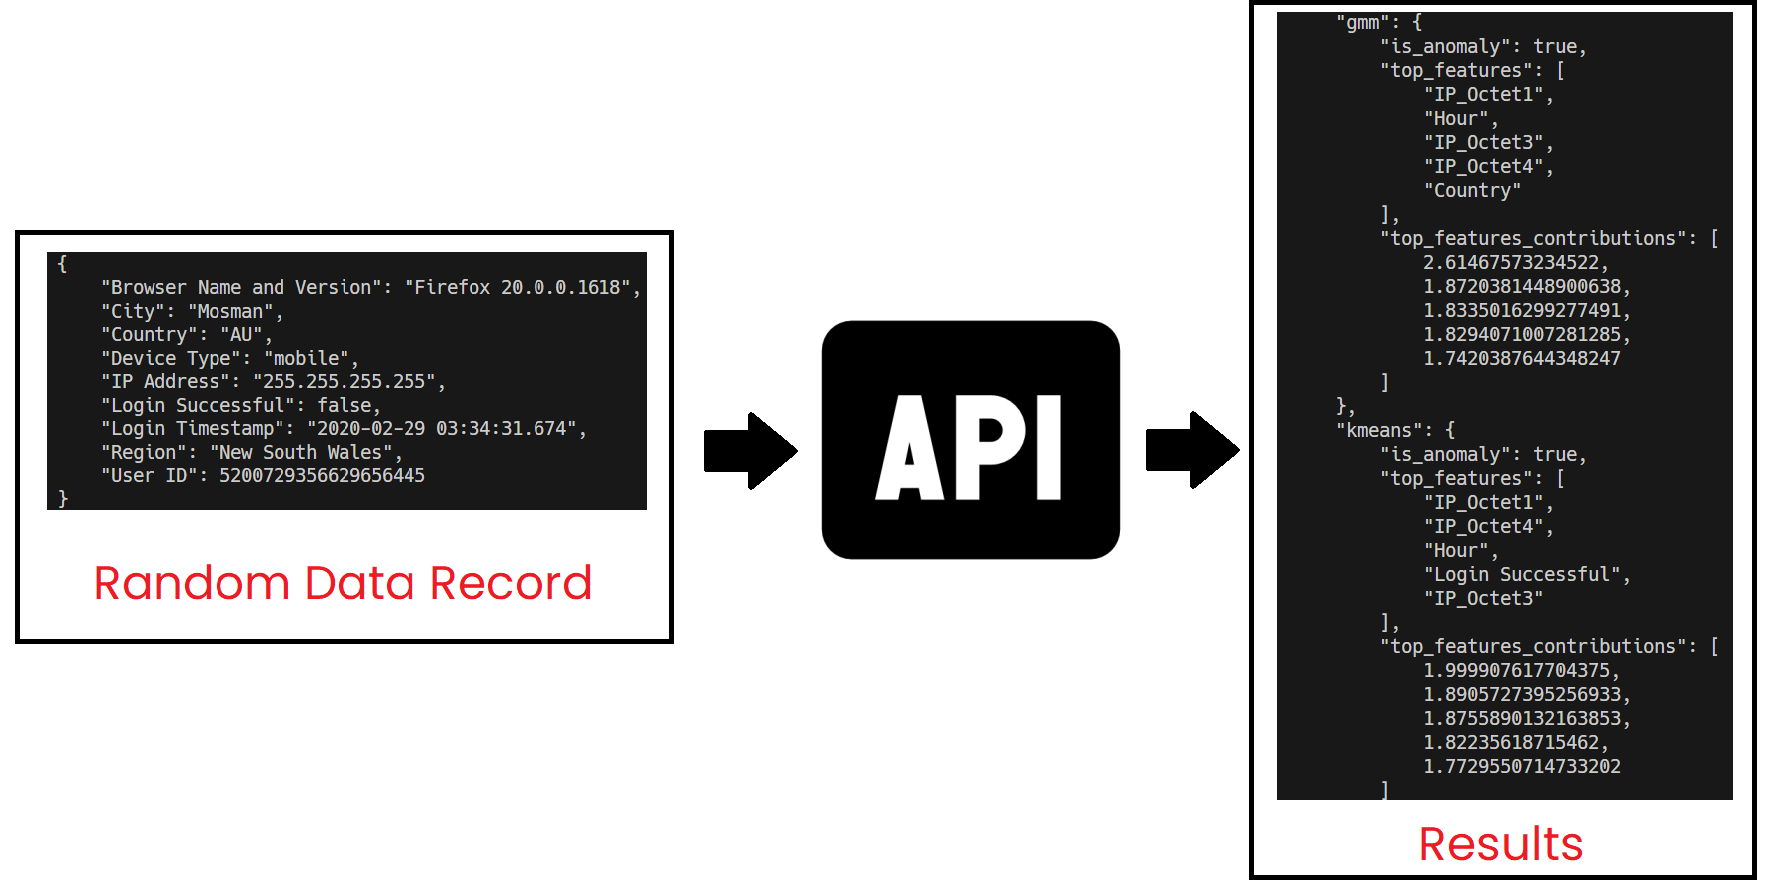 {
"Browser Name and Version": "Firefox 20.0.0.1618",
"City": "Mosman",
"Country": "AU",
"Device Type": "mobile",
"IP Address": "255.255.255.255",
"Login Successful": false,
"Login Timestamp": "2020-02-29 03:34:31.674",
"Region": "New South Wales",
"User ID": 5200729356629656445
}
Random Data Record
API
"gmm": {
"is_anomaly": true,
"top_features": [
"IP_Octet1",
"Hour",
"IP_Octet3",
"IP_Octet4",
"Country"
],
"top_features_contributions": [
2.61467573234522,
1.8720381448900638,
1.8335016299277491,
1.8294071007281285,
1.7420387644348247
]
},
"kmeans": {
"is_anomaly": true,
"top_features": [
"IP_Octet1",
"IP_Octet4",
"Hour",
"Login Successful",
"IP_Octet3"
],
"top_features_contributions": [
1.999907617704375,
1.8905727395256933,
1.8755890132163853,
1.82235618715462,
1.7729550714733202
]
Results